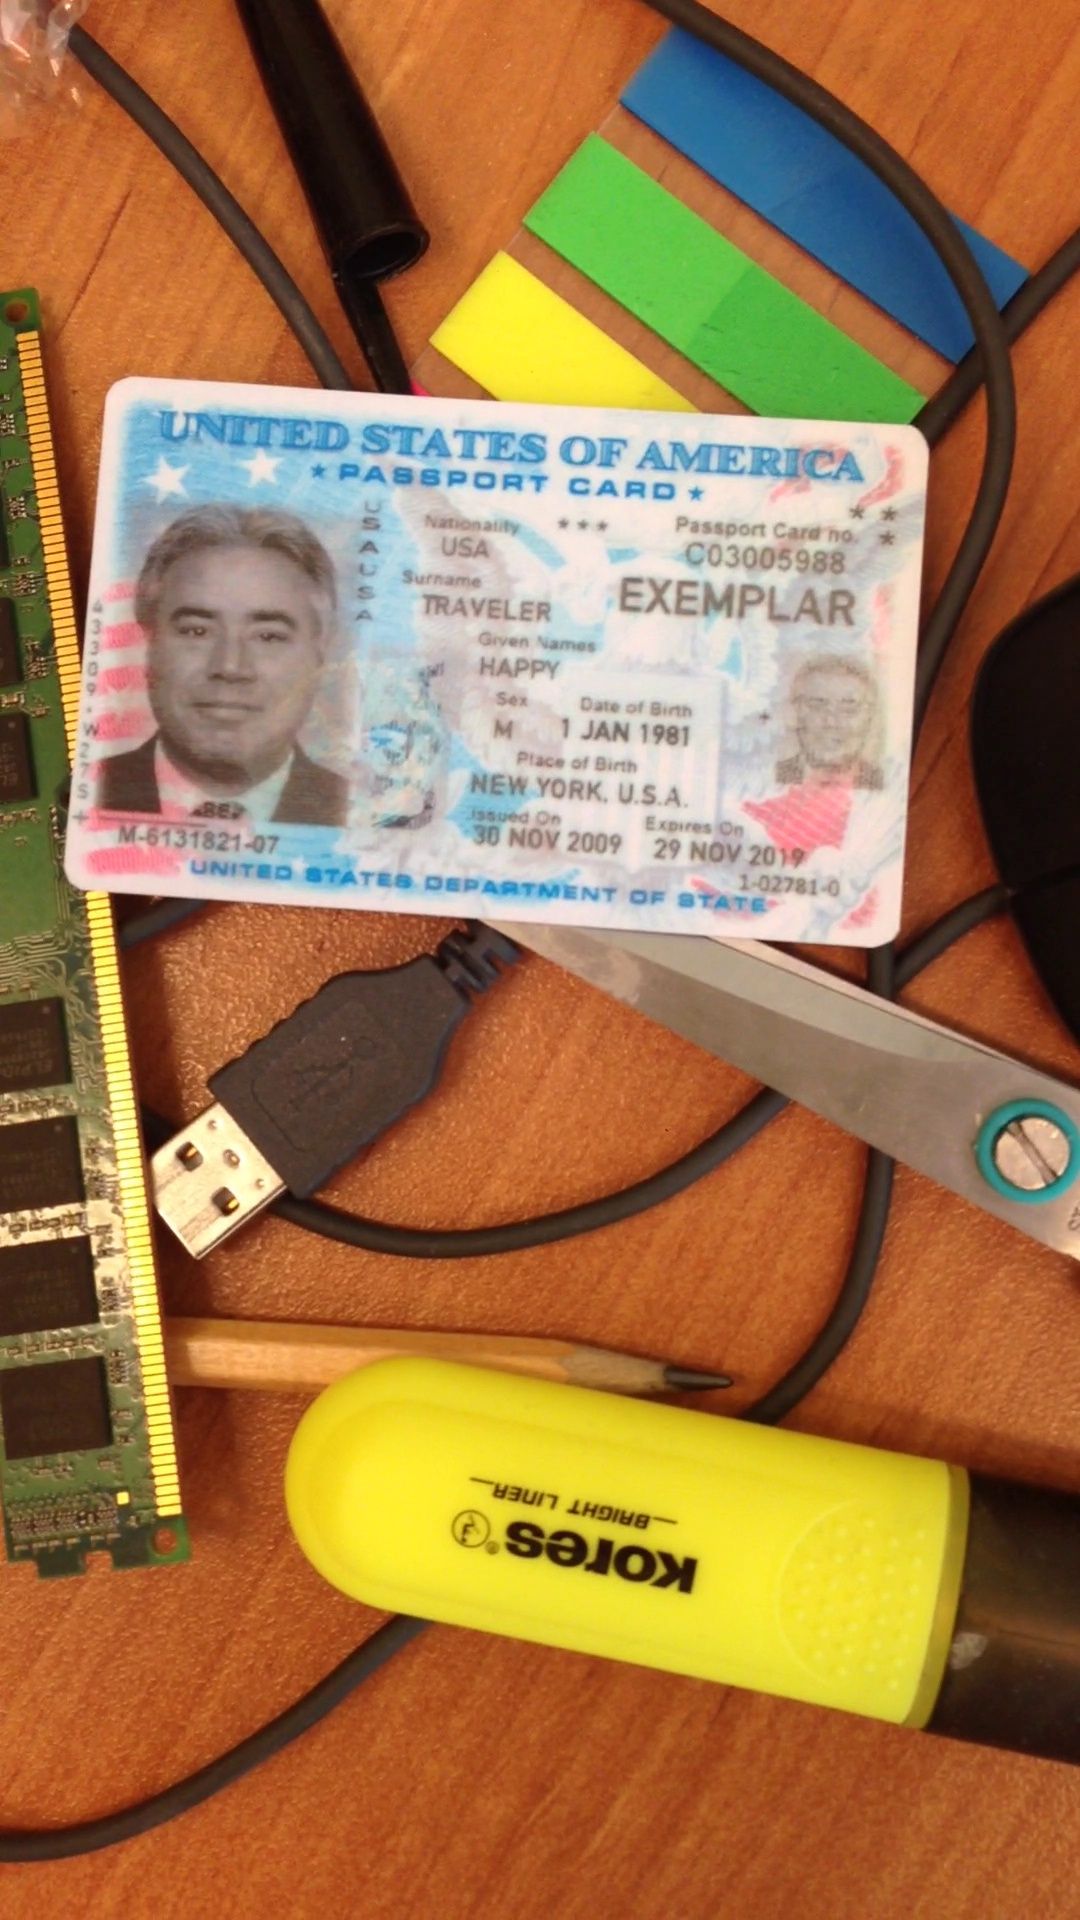 UNITED STATES OF AMERICA
★ PASSPORT CARD ★
USAUSA
Nationality
USA
* * *
Passport Card no.
C03005988
* * *
Surname
TRAVELER
EXEMPLAR
Given Names
HAPPY
Sex
M
Date of Birth
1 JAN 1981
Place of Birth
NEW YORK, U.S.A.
Issued On
30 NOV 2009
Expires On
29 NOV 2019
M-6131821-07
1-02781-0
UNITED STATES DEPARTMENT OF STATE
Kores®
BRIGHT LINER